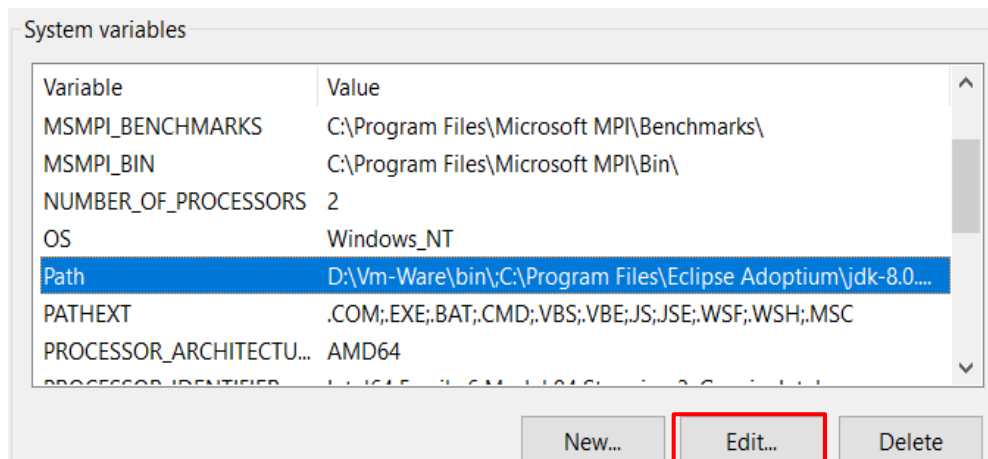 System variables
Variable Value
MSMPI_BENCHMARKS C:\Program Files\Microsoft MPI\Benchmarks\
MSMPI_BIN C:\Program Files\Microsoft MPI\Bin\
NUMBER_OF_PROCESSORS 2
OS Windows_NT
Path D:\Vm-Ware\bin\;C:\Program Files\Eclipse Adoptium\jdk-8.0....
PATHEXT .COM;.EXE;.BAT;.CMD;.VBS;.VBE;.JS;.JSE;.WSF;.WSH;.MSC
PROCESSOR_ARCHITECTU... AMD64
New... Edit... Delete